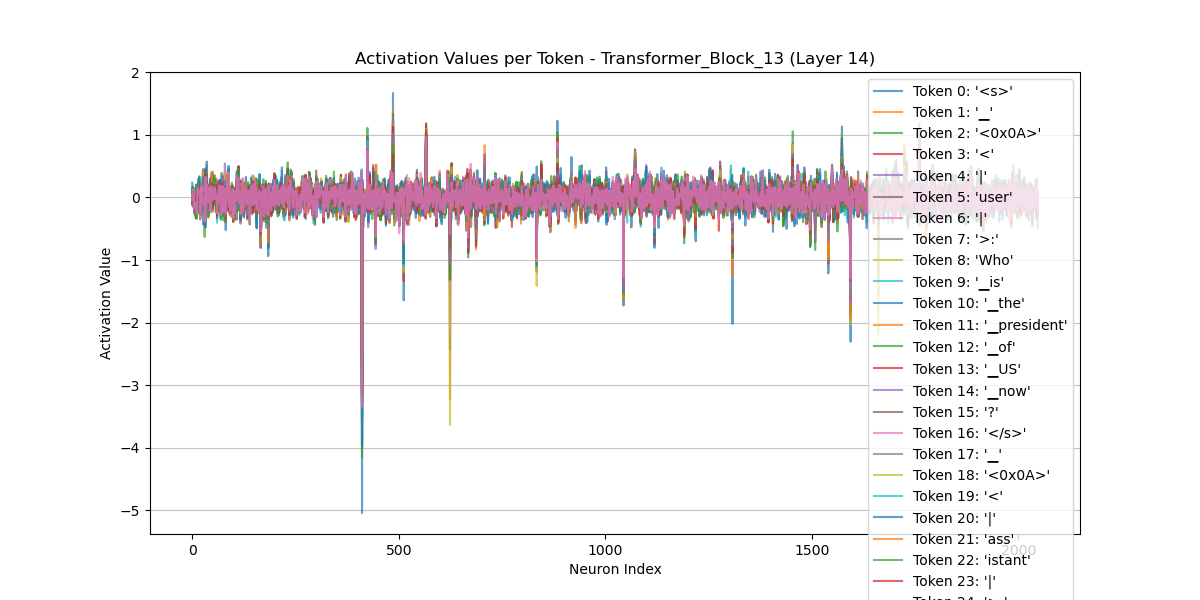 Activation Values per Token - Transformer_Block_13 (Layer 14)
2
1
0
−1
−2
−3
−4
−5
Activation Value
0
500
1000
1500
2000
Neuron Index
Token 0: '<s>'
Token 1: '▁'
Token 2: '<0x0A>'
Token 3: '<'
Token 4: '|'
Token 5: 'user'
Token 6: '|'
Token 7: '>:'
Token 8: 'Who'
Token 9: '▁is'
Token 10: '▁the'
Token 11: '▁president'
Token 12: '▁of'
Token 13: '▁US'
Token 14: '▁now'
Token 15: '?'
Token 16: '</s>'
Token 17: '▁'
Token 18: '<0x0A>'
Token 19: '<'
Token 20: '|'
Token 21: 'ass'
Token 22: 'istant'
Token 23: '|'